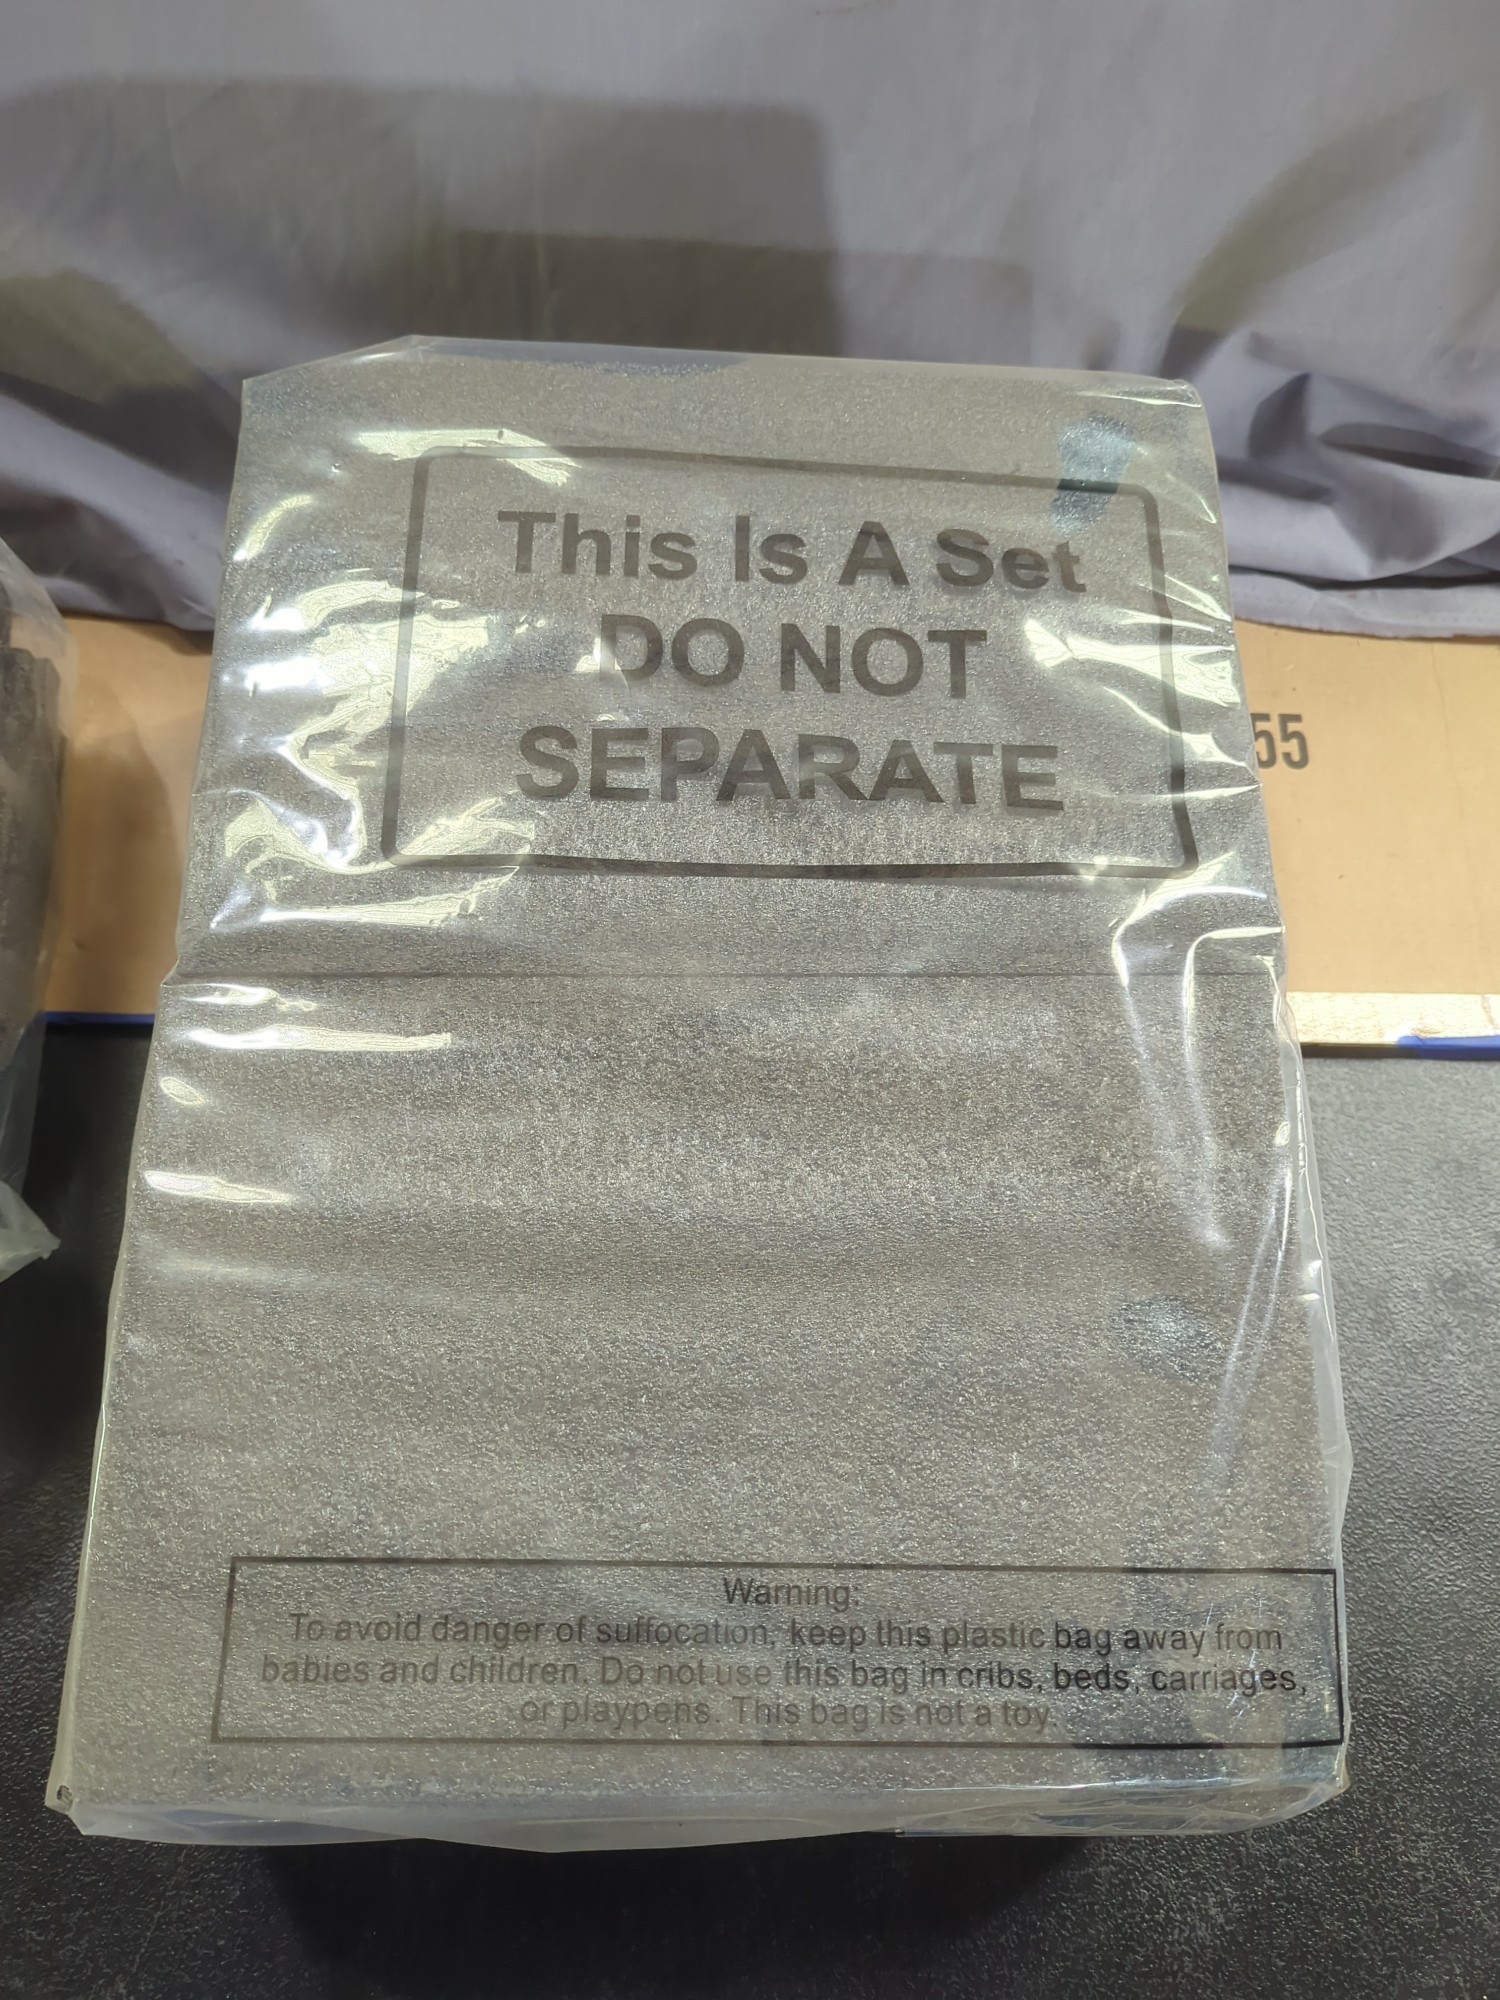 This Is A Set
DO NOT
SEPARATE
55
Warning:
To avoid danger of suffocation, keep this plastic bag away from
babies and children. Do not use this bag in cribs, beds, carriages,
or playpens. This bag is not a toy.